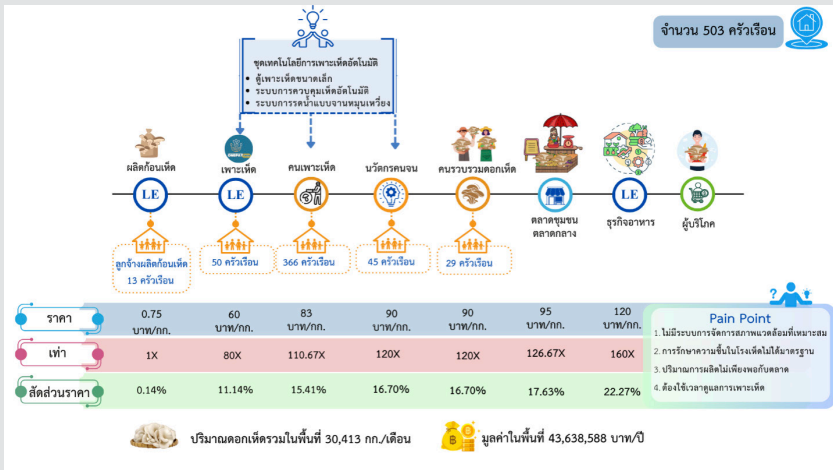 จำนวน 503 ครัวเรือน
ชุดเทคโนโลยีการเพาะเห็ดอัตโนมัติ
• ตู้เพาะเห็ดขนาดเล็ก
• ระบบการควบคุมเห็ดอัตโนมัติ
• ระบบการรดน้ำแบบจานหมุนเหวี่ยง
ผลิตก้อนเห็ด
เพาะเห็ด
คนเพาะเห็ด
นวัตกรคนจน
คนรวบรวมดอกเห็ด
LE
LE
LE
ตลาดชุมชน
ตลาดกลาง
ธุรกิจอาหาร
ผู้บริโภค
ลูกจ้างผลิตก้อนเห็ด
13 ครัวเรือน
50 ครัวเรือน
366 ครัวเรือน
45 ครัวเรือน
29 ครัวเรือน
ราคา
0.75 บาท/กก.
60 บาท/กก.
83 บาท/กก.
90 บาท/กก.
90 บาท/กก.
95 บาท/กก.
120 บาท/กก.
เท่า
1X
80X
110.67X
120X
120X
126.67X
160X
สัดส่วนราคา
0.14%
11.14%
15.41%
16.70%
16.70%
17.63%
22.27%
Pain Point
1. ไม่มีระบบการจัดการสภาพแวดล้อมที่เหมาะสม
2. การรักษาความชื้นในโรงเห็ดไม่ได้มาตรฐาน
3. ปริมาณการผลิตไม่เพียงพอกับตลาด
4. ต้องใช้เวลาดูแลการเพาะเห็ด
ปริมาณดอกเห็ดรวมในพื้นที่ 30,413 กก./เดือน
มูลค่าในพื้นที่ 43,638,588 บาท/ปี